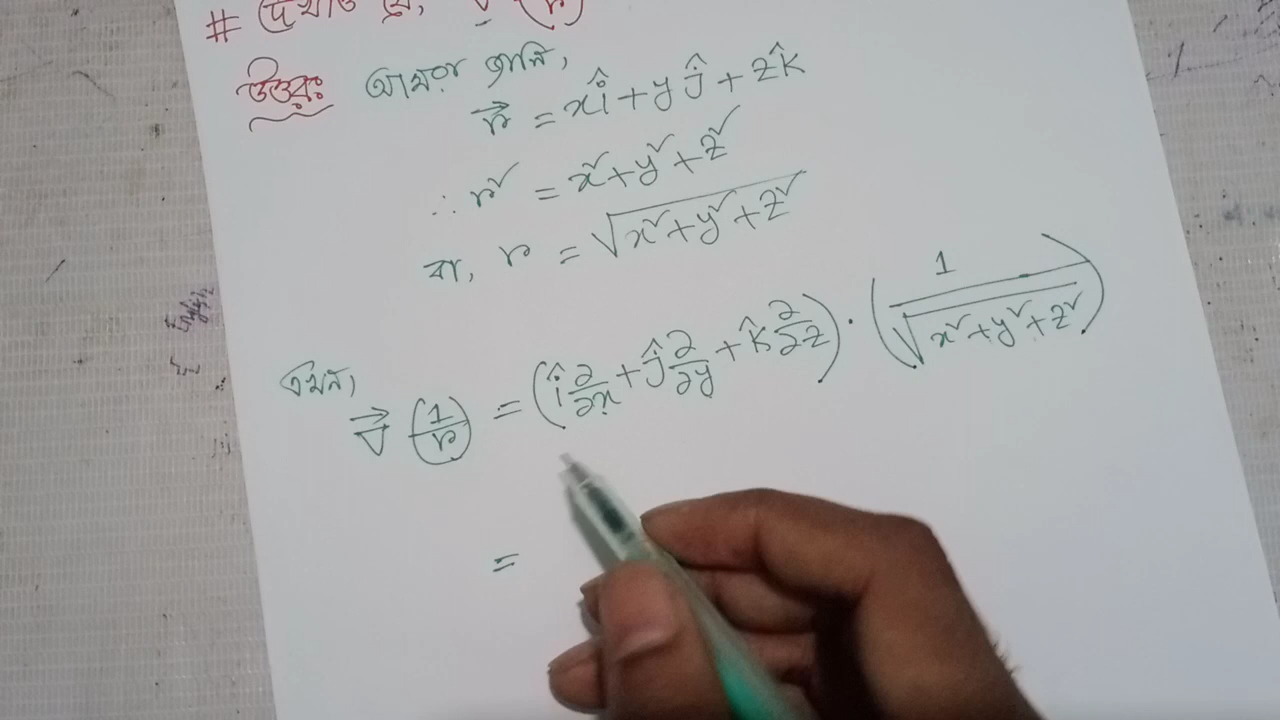 # দেখাও যে, ∇ (1/r)
উত্তরঃ আমরা জানি,
r⃗ = xî + yĵ + zk̂
∴ r² = x² + y² + z²
বা, r = √(x² + y² + z²)
এখন,
∇⃗ (1/r) = (î ∂/∂x + ĵ ∂/∂y + k̂ ∂/∂z) · (1/√(x² + y² + z²))
=